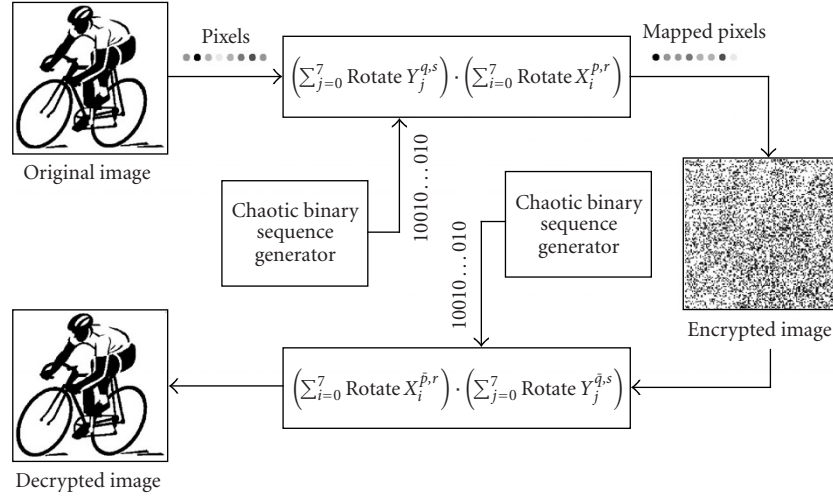 Pixels
Mapped pixels
(∑_{j=0}^{7} Rotate Y_j^{q,s}) · (∑_{i=0}^{7} Rotate X_i^{p,r})
Original image
10010 . . . 010
Chaotic binary
sequence
generator
Chaotic binary
sequence
generator
10010 . . . 010
Encrypted image
(∑_{i=0}^{7} Rotate X_i^{p̄,r}) · (∑_{j=0}^{7} Rotate Y_j^{q̄,s})
Decrypted image